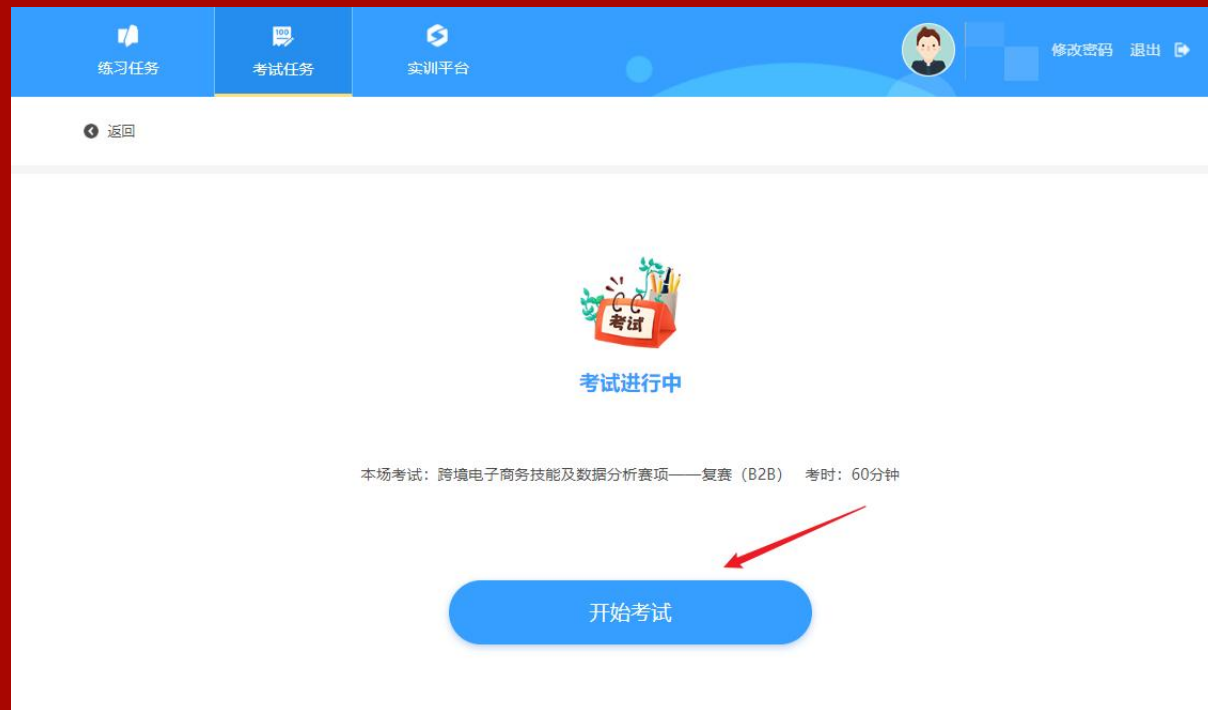 练习任务
100
考试任务
实训平台
修改密码 退出
返回
考试
考试进行中
本场考试：跨境电子商务技能及数据分析赛项——复赛（B2B） 考时：60分钟
开始考试